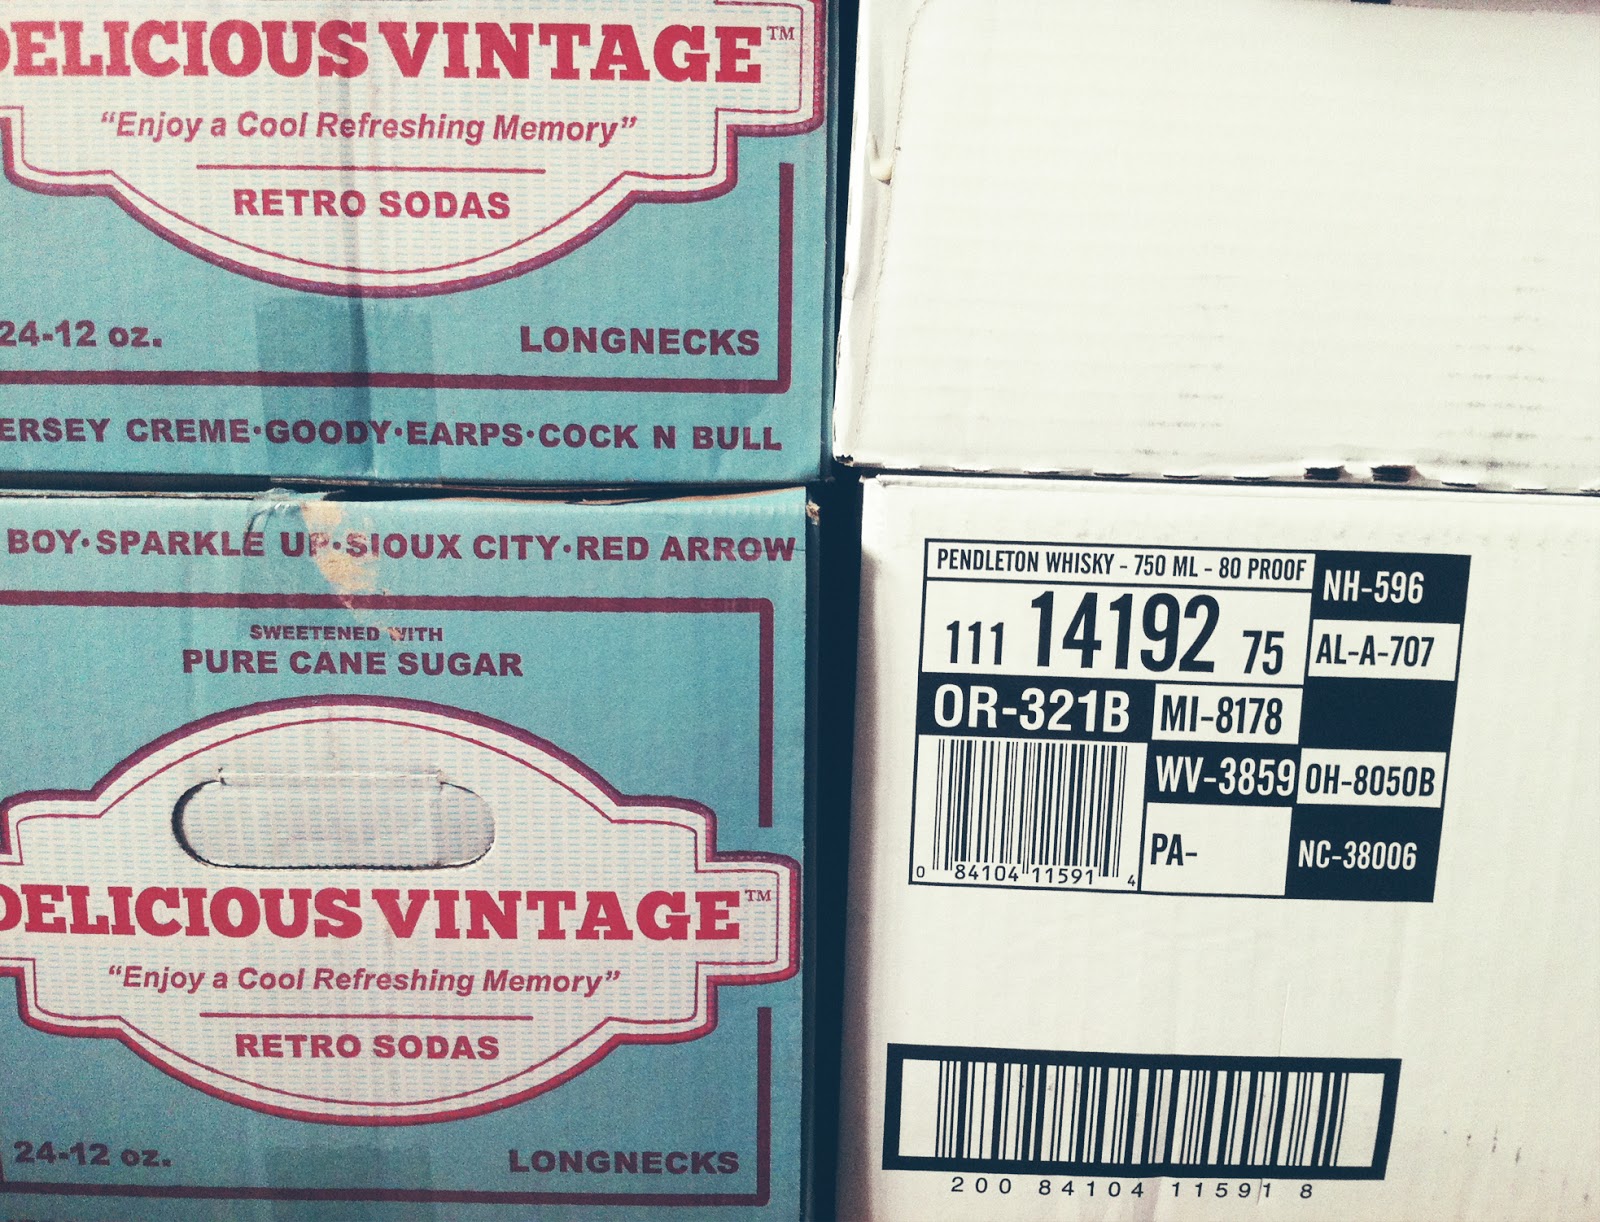 DELICIOUS VINTAGE™
“Enjoy a Cool Refreshing Memory”
RETRO SODAS
24-12 oz.
LONGNECKS
ERSEY CREME·GOODY·EARPS·COCK N BULL
BOY·SPARKLE UP·SIOUX CITY·RED ARROW
SWEETENED WITH
PURE CANE SUGAR
DELICIOUS VINTAGE™
“Enjoy a Cool Refreshing Memory”
RETRO SODAS
24-12 oz.
LONGNECKS
PENDLETON WHISKY - 750 ML - 80 PROOF
NH-596
111 14192 75
AL-A-707
OR-321B
MI-8178
WV-3859
OH-8050B
PA-
NC-38006
0 84104 11591 4
200 84104 11591 8